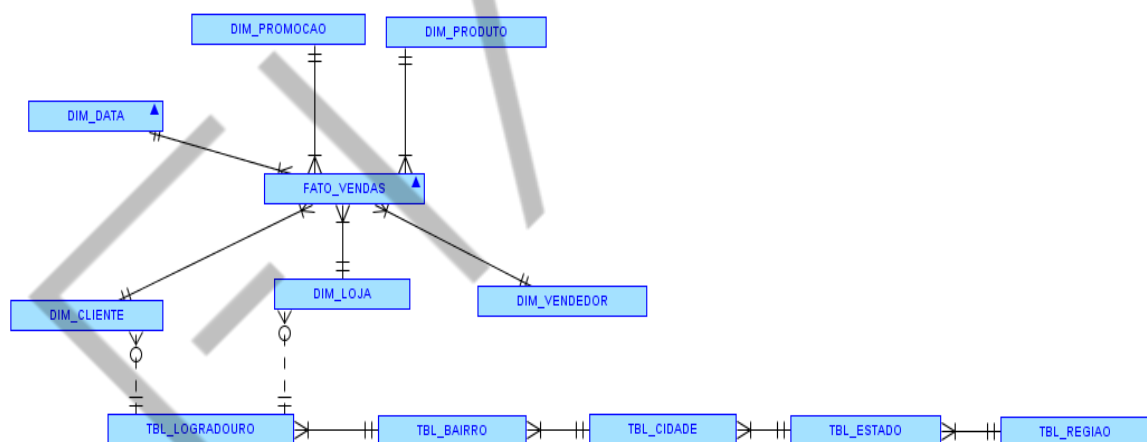 DIM_PROMOCAO
DIM_PRODUTO
DIM_DATA
FATO_VENDAS
DIM_CLIENTE
DIM_LOJA
DIM_VENDEDOR
TBL_LOGRADOURO
TBL_BAIRRO
TBL_CIDADE
TBL_ESTADO
TBL_REGIAO